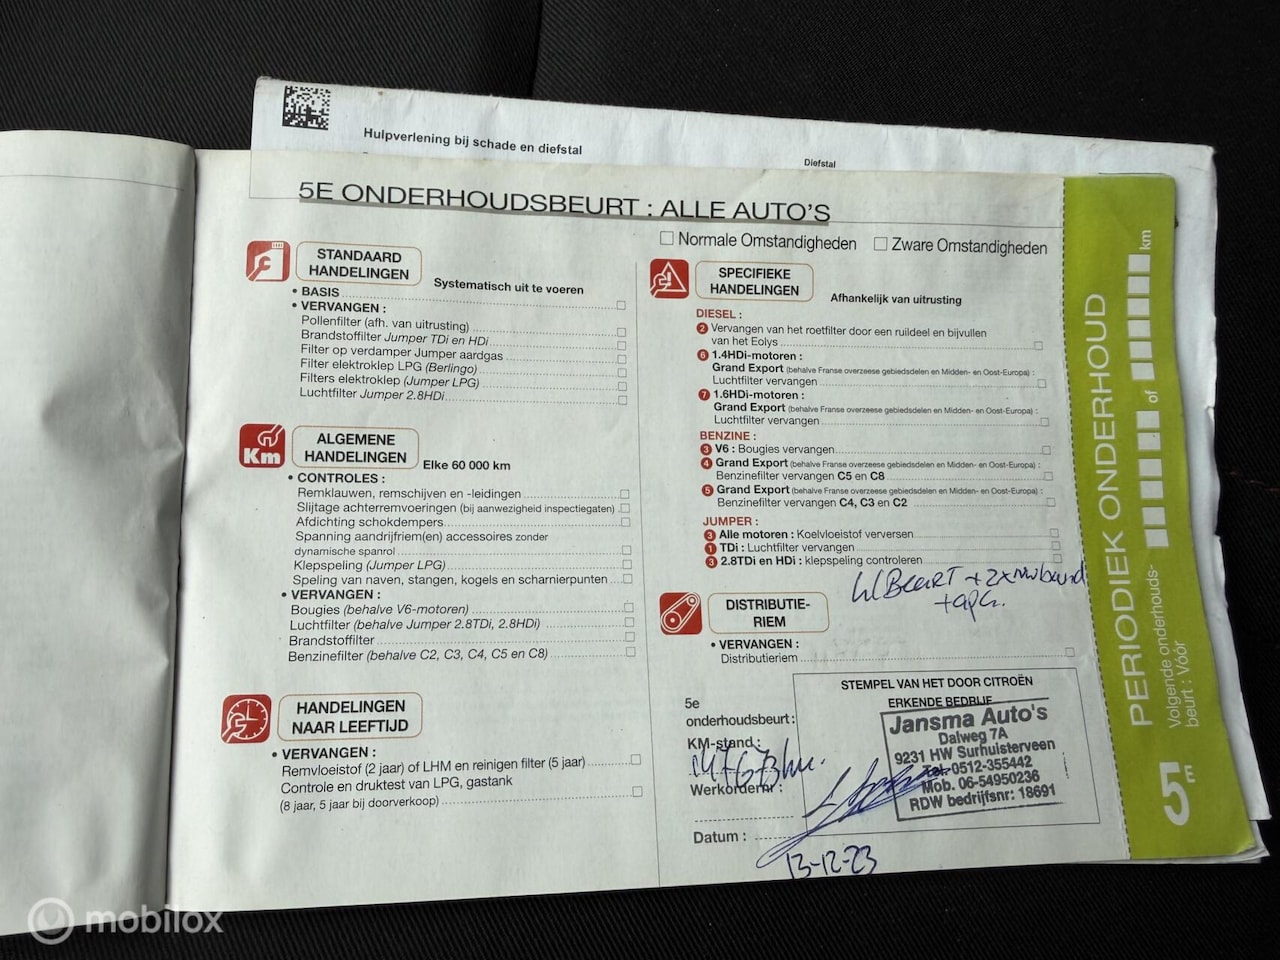 Hulpverlening bij schade en diefstal
Diefstal
5E ONDERHOUDSBEURT : ALLE AUTO'S
Normale Omstandigheden
Zware Omstandigheden
STANDAARD
HANDELINGEN
Systematisch uit te voeren
• BASIS
• VERVANGEN :
Pollenfilter (afh. van uitrusting)
Brandstoffilter Jumper TDi en HDi
Filter op verdamper Jumper aardgas
Filter elektroklep LPG (Berlingo)
Filters elektroklep (Jumper LPG)
Luchtfilter Jumper 2.8HDi
Km
ALGEMENE
HANDELINGEN
Elke 60 000 km
• CONTROLES :
Remklauwen, remschijven en -leidingen
Slijtage achterremvoeringen (bij aanwezigheid inspectiegaten)
Afdichting schokdempers
Spanning aandrijfriem(en) accessoires zonder
dynamische spanrol
Klepspeling (Jumper LPG)
Speling van naven, stangen, kogels en scharnierpunten
• VERVANGEN :
Bougies (behalve V6-motoren)
Luchtfilter (behalve Jumper 2.8TDi, 2.8HDi)
Brandstoffilter
Benzinefilter (behalve C2, C3, C4, C5 en C8)
HANDELINGEN
NAAR LEEFTIJD
• VERVANGEN :
Remvloeistof (2 jaar) of LHM en reinigen filter (5 jaar)
Controle en druktest van LPG, gastank
(8 jaar, 5 jaar bij doorverkoop)
SPECIFIEKE
HANDELINGEN
Afhankelijk van uitrusting
DIESEL :
2 Vervangen van het roetfilter door een ruildeel en bijvullen
van het Eolys
6 1.4HDi-motoren :
Grand Export (behalve Franse overzeese gebiedsdelen en Midden- en Oost-Europa) :
Luchtfilter vervangen
7 1.6HDi-motoren :
Grand Export (behalve Franse overzeese gebiedsdelen en Midden- en Oost-Europa) :
Luchtfilter vervangen
BENZINE :
3 V6 : Bougies vervangen
4 Grand Export (behalve Franse overzeese gebiedsdelen en Midden- en Oost-Europa) :
Benzinefilter vervangen C5 en C8
5 Grand Export (behalve Franse overzeese gebiedsdelen en Midden- en Oost-Europa) :
Benzinefilter vervangen C4, C3 en C2
JUMPER :
3 Alle motoren : Koelvloeistof verversen
1 TDi : Luchtfilter vervangen
3 2.8TDi en HDi : klepspeling controleren
Beurt + 2x
DISTRIBUTIE-
RIEM
• VERVANGEN :
Distributieriem
5e
onderhoudsbeurt :
KM-stand :
Werkordernr :
Datum :
13-12-23
STEMPEL VAN HET DOOR CITROËN
ERKENDE BEDRIJF
Jansma Auto's
Dalweg 7A
9231 HW Surhuisterveen
Tel. 0512-355442
Mob. 06-54950236
RDW bedrijfsnr: 18691
PERIODIEK ONDERHOUD
Volgende onderhouds-
beurt : Vóór
of
km
5E
mobilox